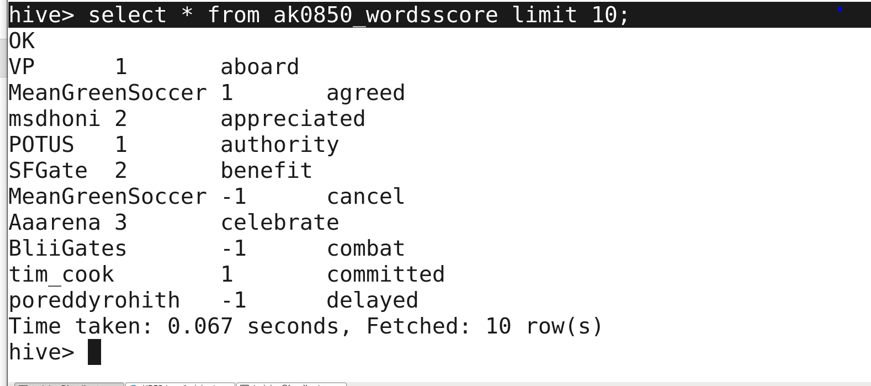 hive> select * from ak0850_wordsscore limit 10;
OK
VP 1 aboard
MeanGreenSoccer 1 agreed
msdhoni 2 appreciated
POTUS 1 authority
SFGate 2 benefit
MeanGreenSoccer -1 cancel
Aaarena 3 celebrate
BliiGates -1 combat
tim_cook 1 committed
poreddyrohith -1 delayed
Time taken: 0.067 seconds, Fetched: 10 row(s)
hive>